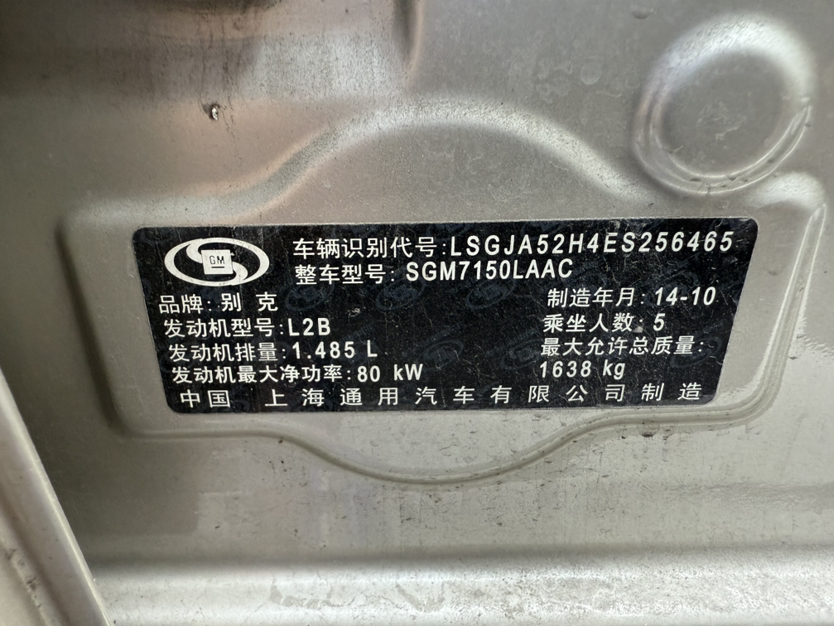 GM
车辆识别代号:LSGJA52H4ES256465
整车型号: SGM7150LAAC
品牌: 别 克
制造年月: 14-10
发动机型号: L2B
乘坐人数: 5
发动机排量: 1.485 L
最大允许总质量:
1638 kg
发动机最大净功率: 80 kW
中国 上海通用汽车有限公司制造